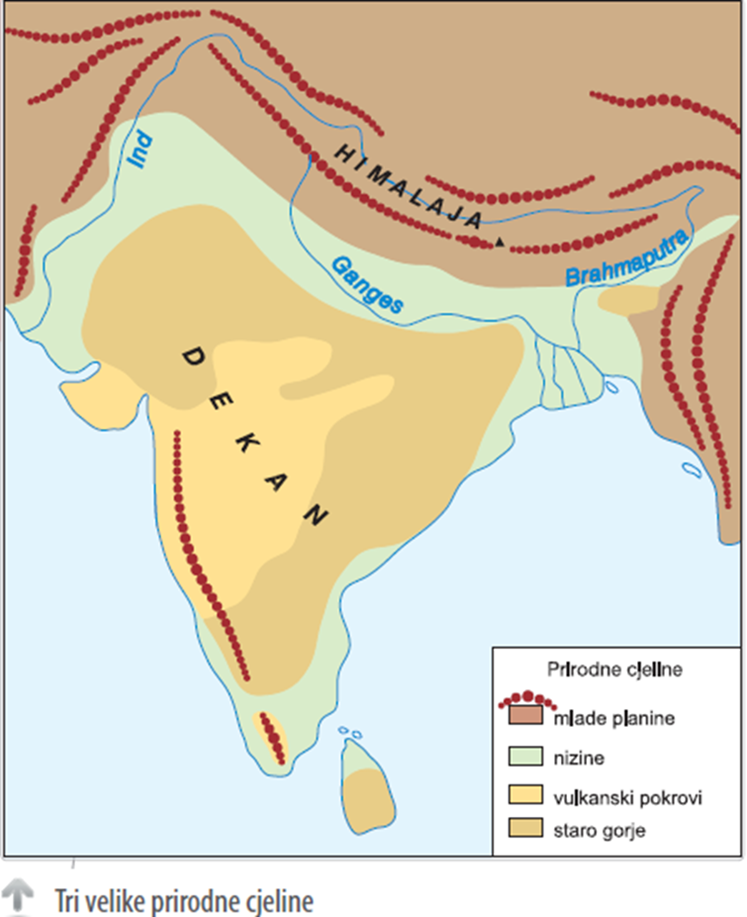 Ind
HIMALAJA
Ganges
Brahmaputra
DEKAN
Prirodne cjeline
mlade planine
nizine
vulkanski pokrovi
staro gorje
Tri velike prirodne cjeline